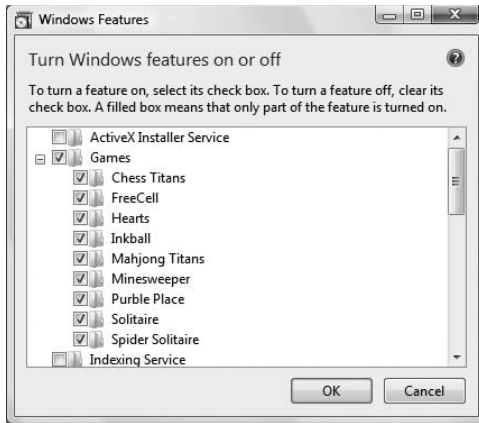 Windows Features
Turn Windows features on or off
To turn a feature on, select its check box. To turn a feature off, clear its
check box. A filled box means that only part of the feature is turned on.
ActiveX Installer Service
Games
Chess Titans
FreeCell
Hearts
Inkball
Mahjong Titans
Minesweeper
Purble Place
Solitaire
Spider Solitaire
Indexing Service
OK Cancel